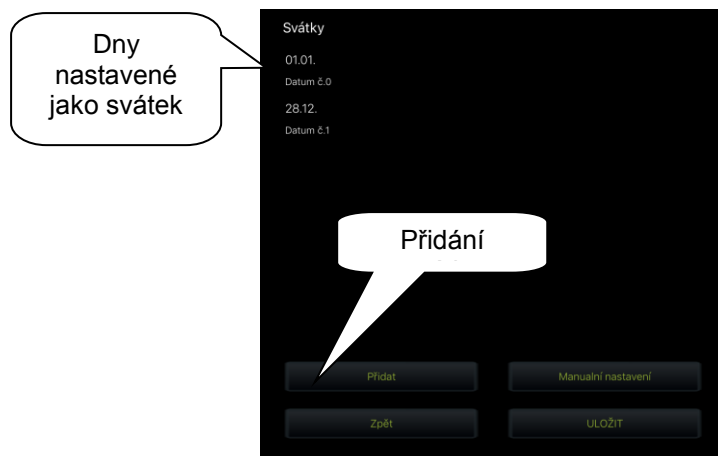 Dny
nastavené
jako svátek
Svátky
01.01.
Datum č.0
28.12.
Datum č.1
Přidání
Přidat
Manualní nastavení
Zpět
ULOŽIT